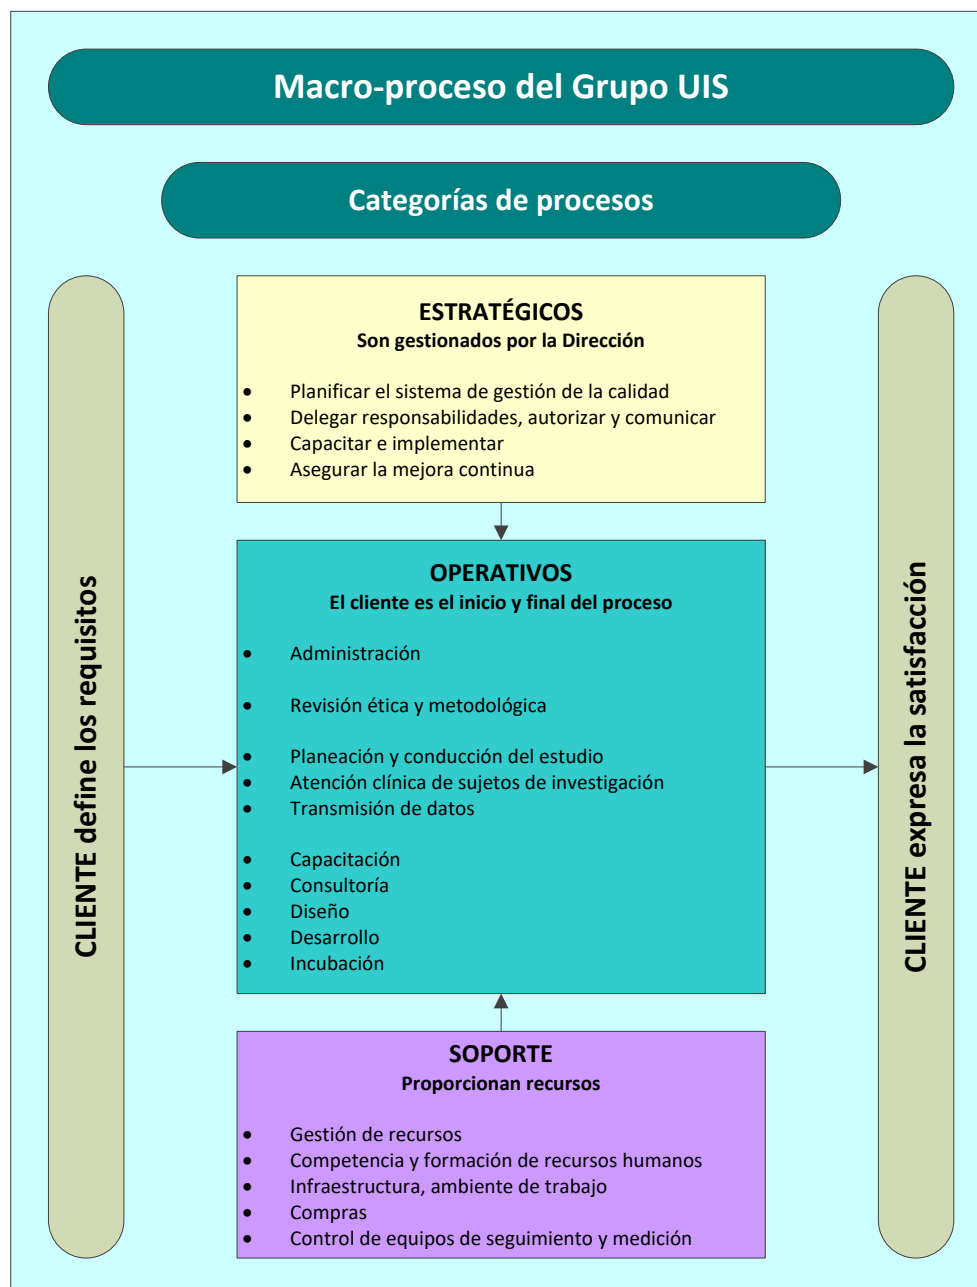 Macro-proceso del Grupo UIS
Categorías de procesos
CLIENTE define los requisitos
ESTRATÉGICOS
Son gestionados por la Dirección
• Planificar el sistema de gestión de la calidad
• Delegar responsabilidades, autorizar y comunicar
• Capacitar e implementar
• Asegurar la mejora continua
OPERATIVOS
El cliente es el inicio y final del proceso
• Administración
• Revisión ética y metodológica
• Planeación y conducción del estudio
• Atención clínica de sujetos de investigación
• Transmisión de datos
• Capacitación
• Consultoría
• Diseño
• Desarrollo
• Incubación
SOPORTE
Proporcionan recursos
• Gestión de recursos
• Competencia y formación de recursos humanos
• Infraestructura, ambiente de trabajo
• Compras
• Control de equipos de seguimiento y medición
CLIENTE expresa la satisfacción